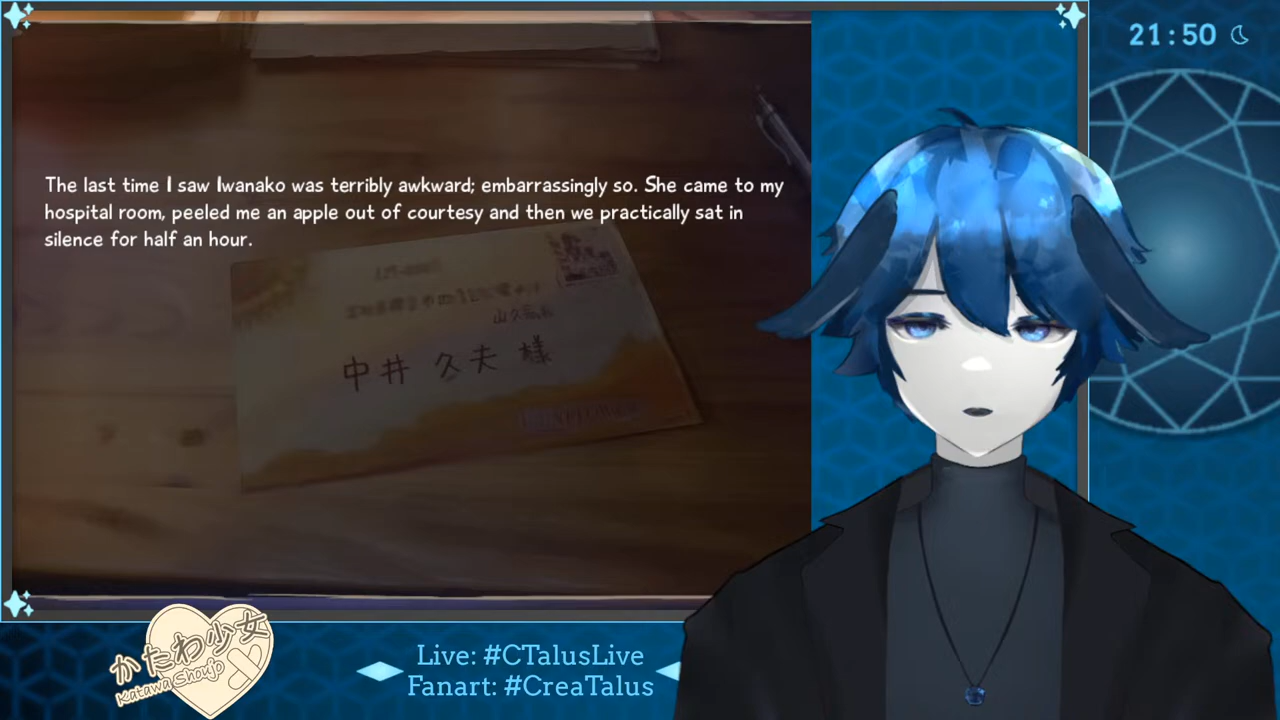 21:50
The last time I saw Iwanako was terribly awkward; embarrassingly so. She came to my
hospital room, peeled me an apple out of courtesy and then we practically sat in
silence for half an hour.
中井 久夫 様
かたわ少女
Katawa Shoujo
Live: #CTalusLive
Fanart: #CreaTalus